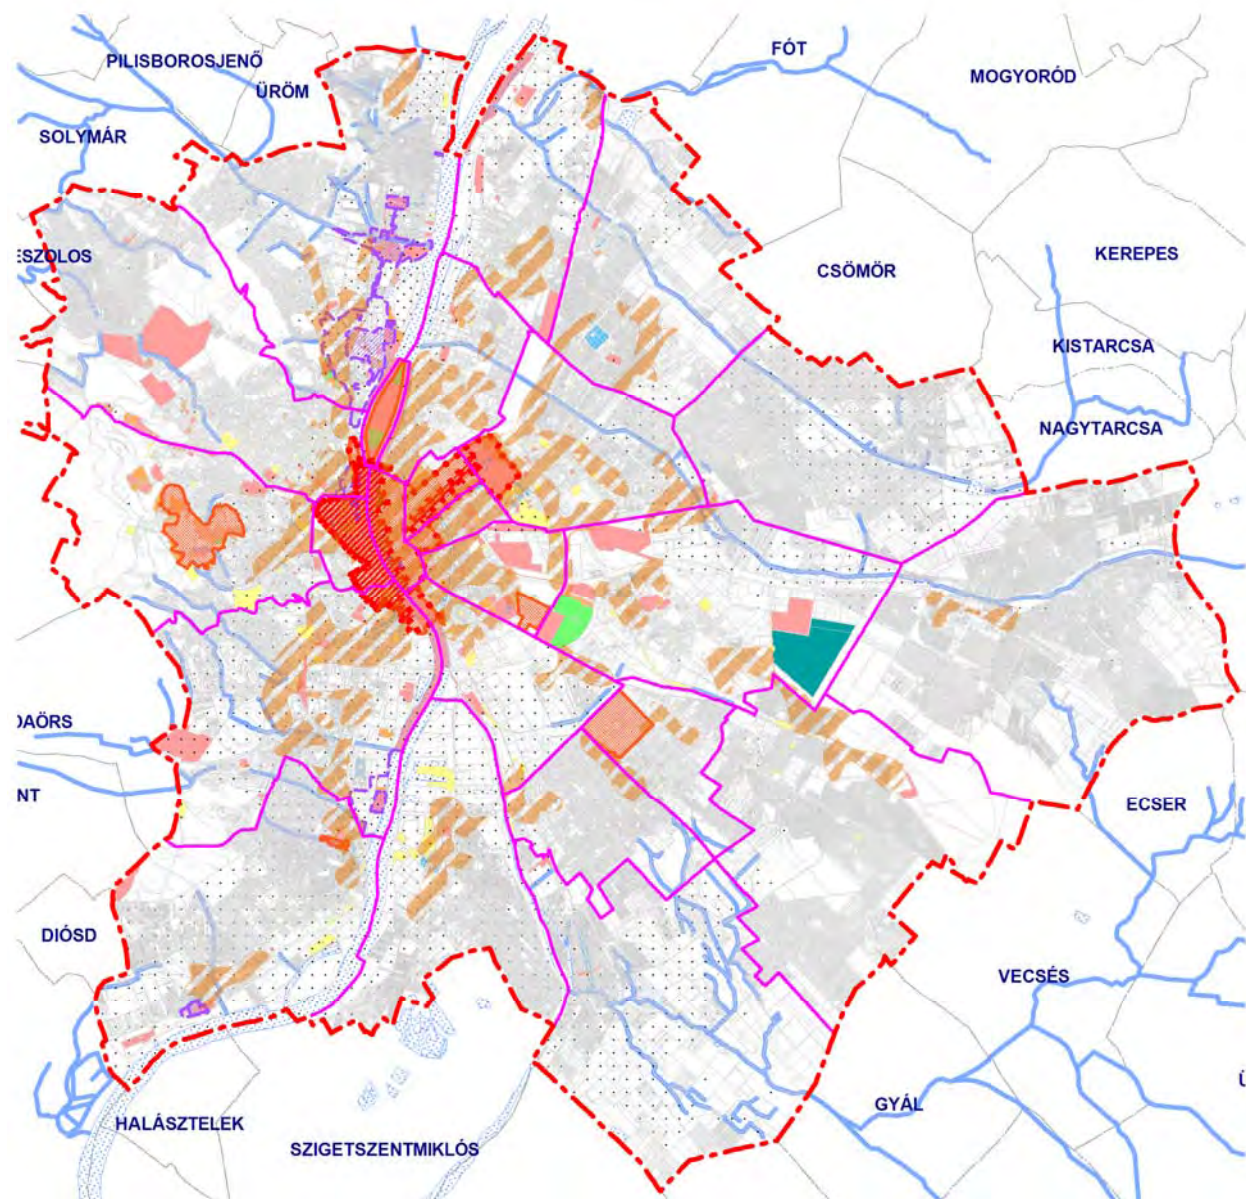 FÓT
PILISBOROSJENŐ
MOGYORÓD
ÜRÖM
SOLYMÁR
KEREPES
ESZOLOS
CSÖMÖR
KISTARCSA
NAGYTARCSA
DAÖRS
NT
ECSER
DIÓSD
VECSÉS
Ü
GYÁL
HALÁSZTELEK
SZIGETSZENTMIKLÓS